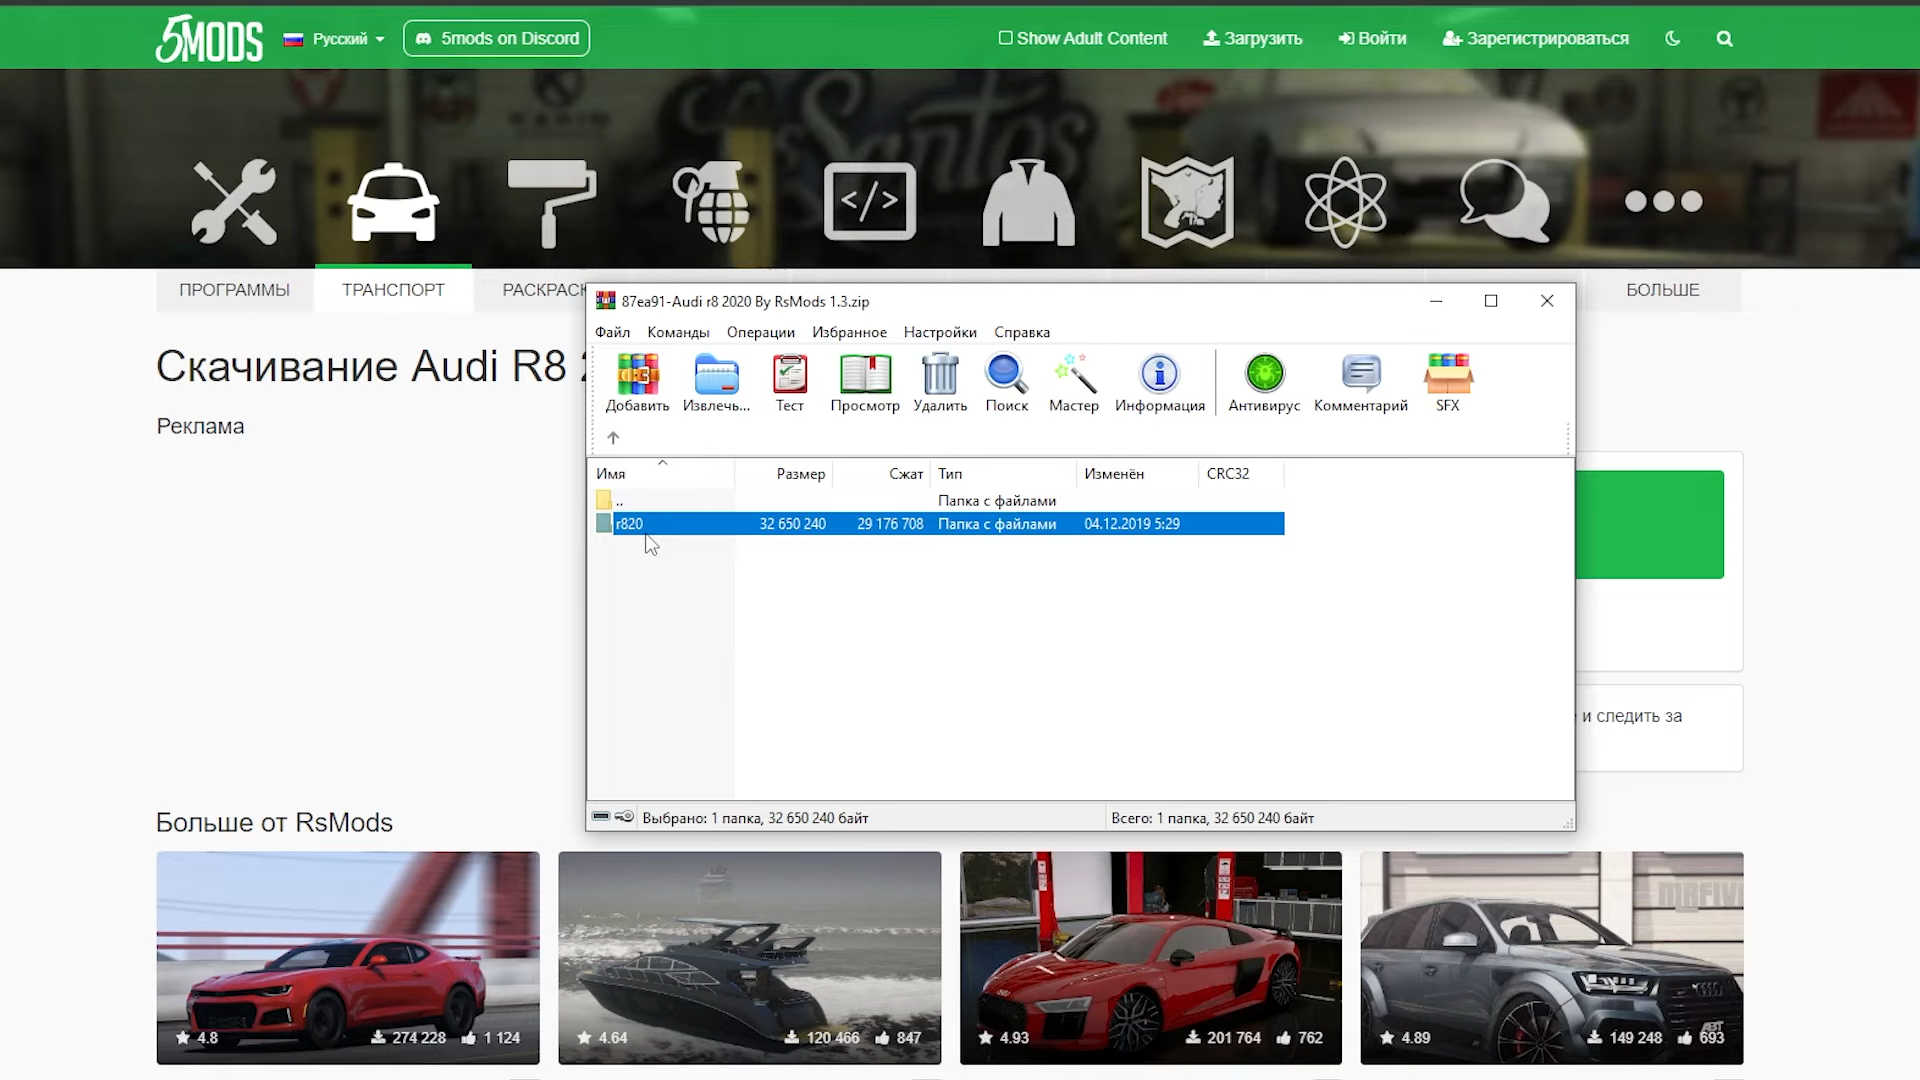 5MODS
Русский
5mods on Discord
Show Adult Content
Загрузить
Войти
Зарегистрироваться
Santos
</>
ПРОГРАММЫ
ТРАНСПОРТ
РАСКРАСК
БОЛЬШЕ
87ea91-Audi r8 2020 By RsMods 1.3.zip
Файл Команды Операции Избранное Настройки Справка
Скачивание Audi R8
Добавить Извлечь... Тест Просмотр Удалить Поиск Мастер Информация Антивирус Комментарий SFX
Реклама
Имя Размер Сжат Тип Изменён CRC32
.. Папка с файлами
r820 32 650 240 29 176 708 Папка с файлами 04.12.2019 5:29
и следить за
Выбрано: 1 папка, 32 650 240 байт
Всего: 1 папка, 32 650 240 байт
Больше от RsMods
4.8 274 228 1 124
4.64 120 466 847
4.93 201 764 762
4.89 149 248 693